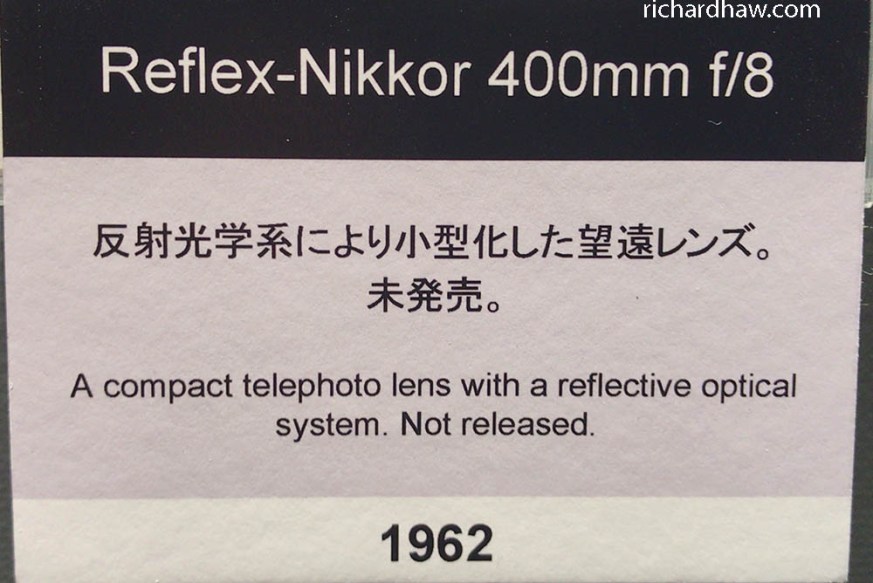 richardhaw.com
Reflex-Nikkor 400mm f/8
反射光学系により小型化した望遠レンズ。
未発売。
A compact telephoto lens with a reflective optical
system. Not released.
1962